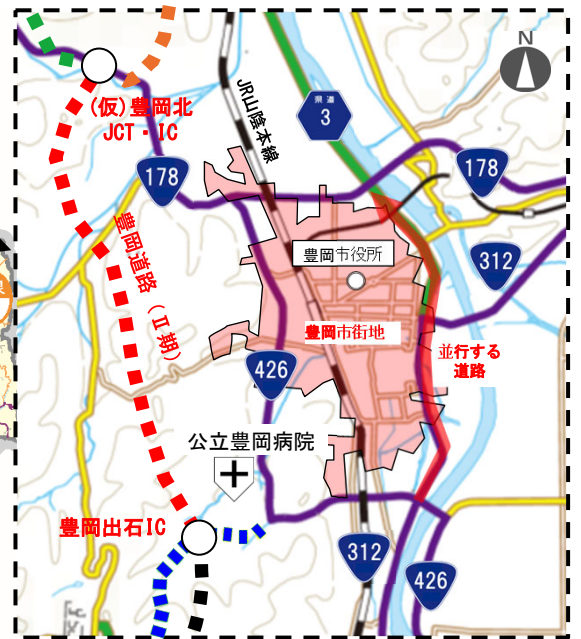 N
(仮)豊岡北
JCT・IC
JR山陰本線
県道
3
178
178
豊岡市役所
312
豊岡道路(Ⅱ期)
豊岡市街地
並行する
道路
426
公立豊岡病院
豊岡出石IC
312
426